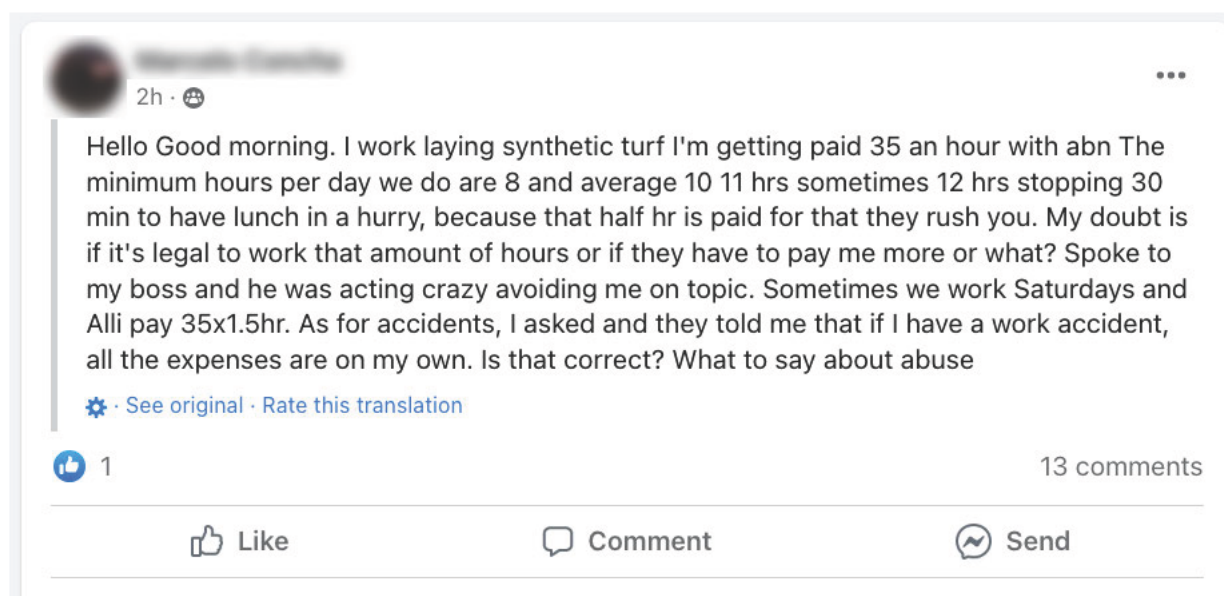 2h ·
Hello Good morning. I work laying synthetic turf I'm getting paid 35 an hour with abn The
minimum hours per day we do are 8 and average 10 11 hrs sometimes 12 hrs stopping 30
min to have lunch in a hurry, because that half hr is paid for that they rush you. My doubt is
if it's legal to work that amount of hours or if they have to pay me more or what? Spoke to
my boss and he was acting crazy avoiding me on topic. Sometimes we work Saturdays and
Alli pay 35x1.5hr. As for accidents, I asked and they told me that if I have a work accident,
all the expenses are on my own. Is that correct? What to say about abuse
· See original · Rate this translation
1
13 comments
Like
Comment
Send